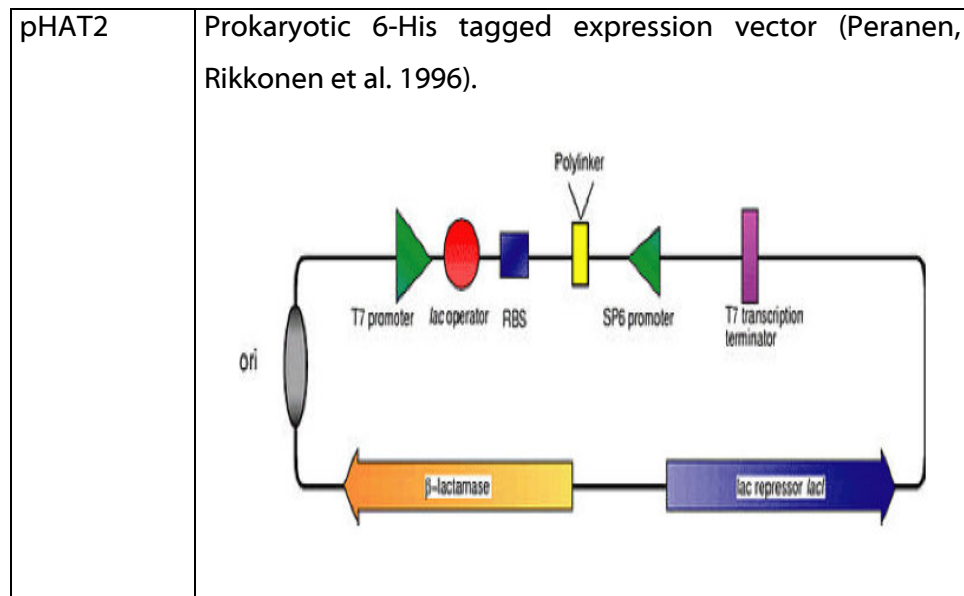 pHAT2
Prokaryotic 6-His tagged expression vector (Peranen,
Rikkonen et al. 1996).
Polylinker
T7 promoter
lac operator
RBS
SP6 promoter
T7 transcription
terminator
ori
β-lactamase
lac repressor lacI